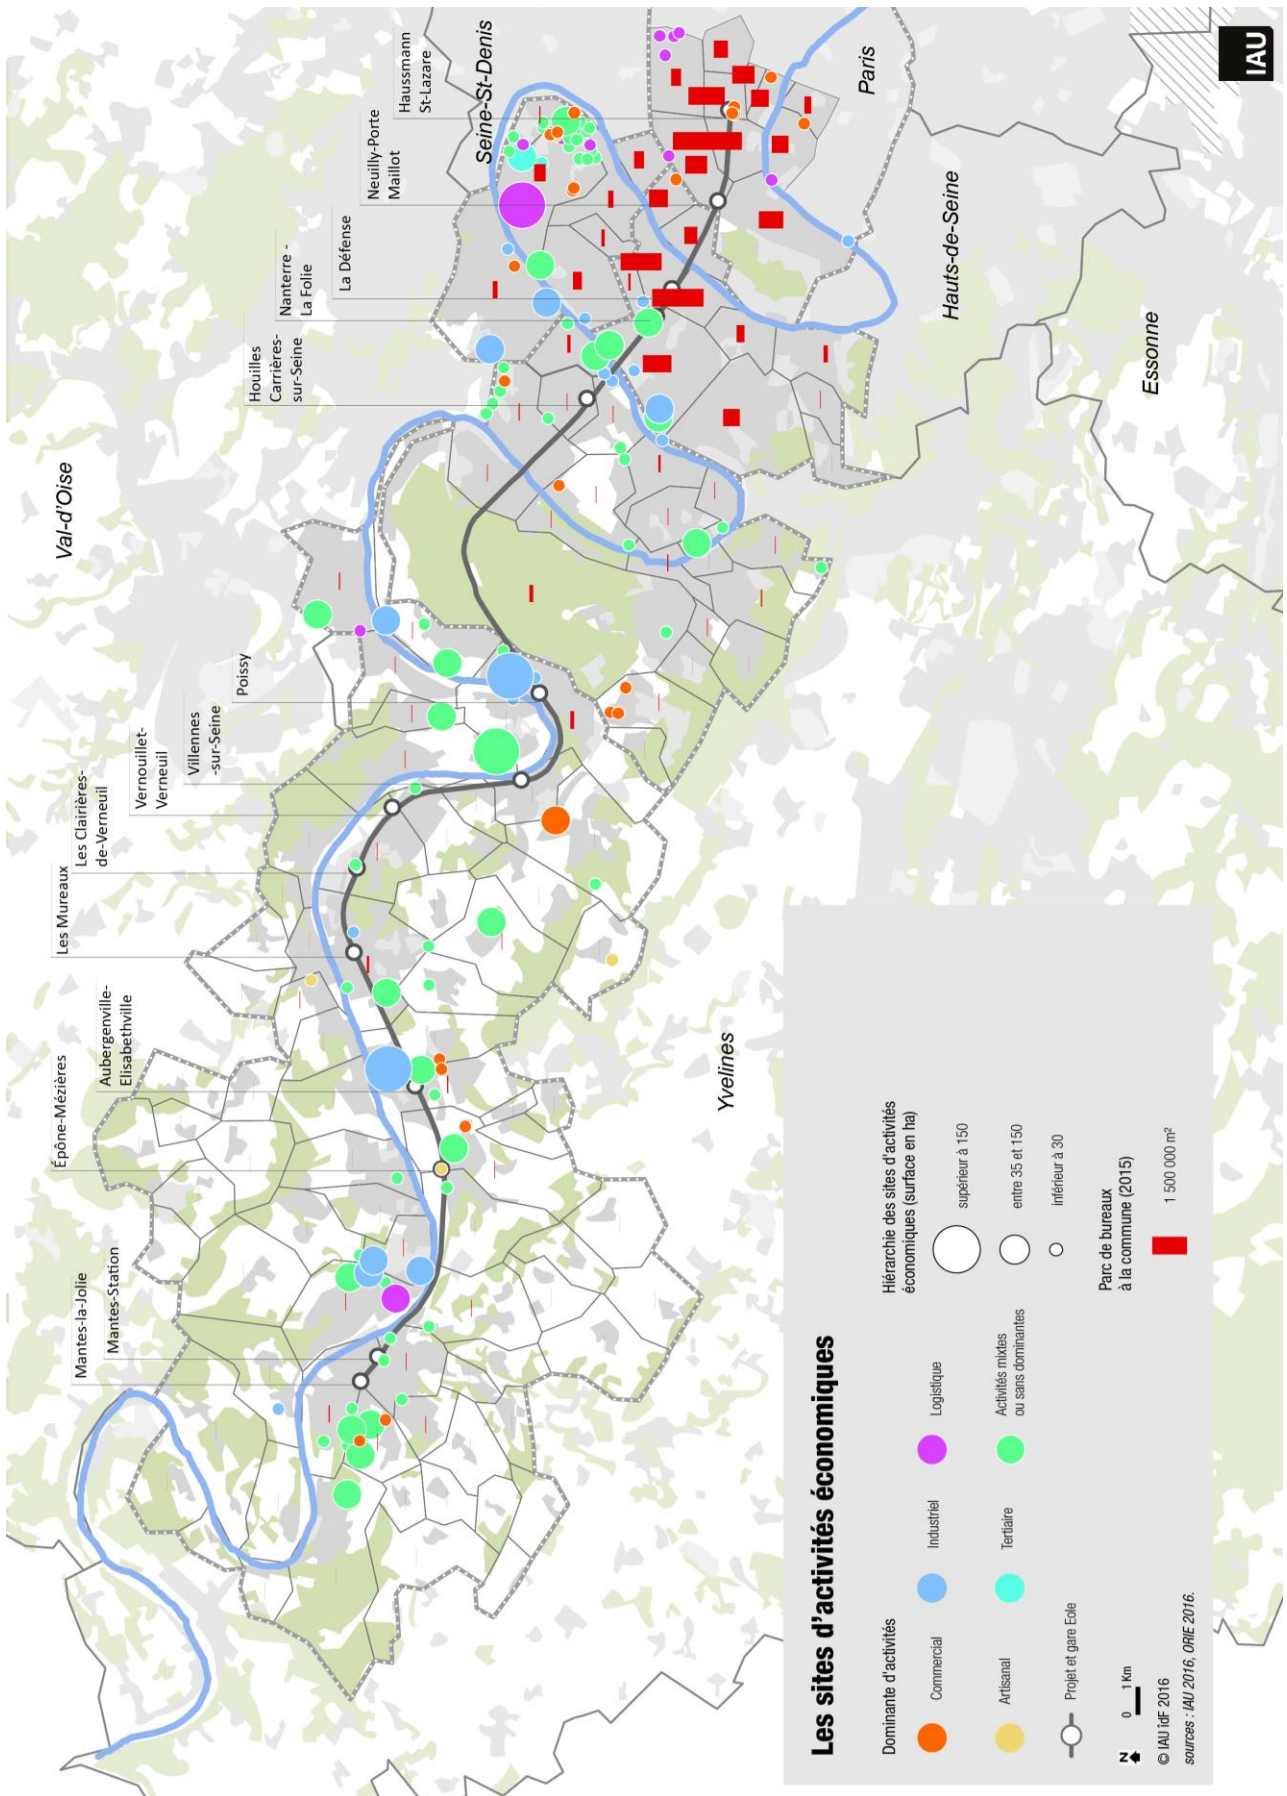 Mantes-la-Jolie
Mantes-Station
Épône-Mézières
Aubergenville-
Elisabethville
Les Mureaux
Les Clairières-
de-Verneuil
Vernouillet-
Verneuil
Villennes
-sur-Seine
Poissy
Houilles
Carrières-
sur-Seine
Nanterre -
La Folie
La Défense
Neuilly-Porte
Maillot
Haussmann
St-Lazare
Val-d'Oise
Seine-St-Denis
Paris
Hauts-de-Seine
Essonne
Yvelines
IAU
Les sites d'activités économiques
Dominante d'activités
Commercial
Industriel
Logistique
Artisanal
Tertiaire
Activités mixtes
ou sans dominantes
Projet et gare Eole
Hiérarchie des sites d'activités
économiques (surface en ha)
supérieur à 150
entre 35 et 150
inférieur à 30
Parc de bureaux
à la commune (2015)
1 500 000 m²
N
0 1 Km
© IAU îdF 2016
sources : IAU 2016, ORIE 2016.